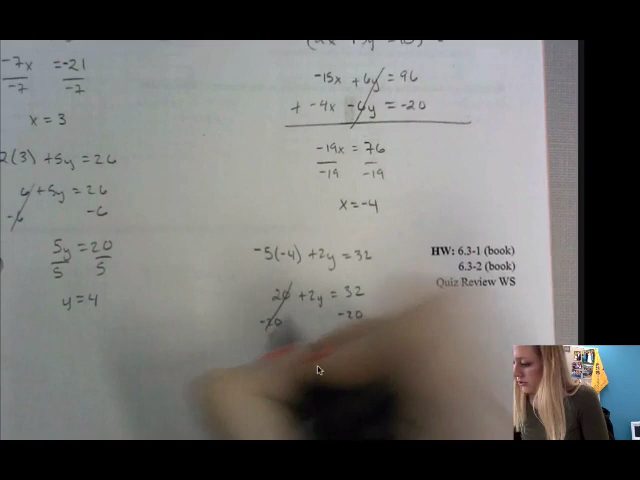 -7x = -21
-7 -7
x = 3
2(3) + 5y = 26
6 + 5y = 26
-6 -6
5y = 20
5 5
y = 4
-15x + 6y = 96
+ -4x -6y = -20
-19x = 76
-19 -19
x = -4
-5(-4) + 2y = 32
20 + 2y = 32
-20 -20
HW: 6.3-1 (book)
6.3-2 (book)
Quiz Review WS